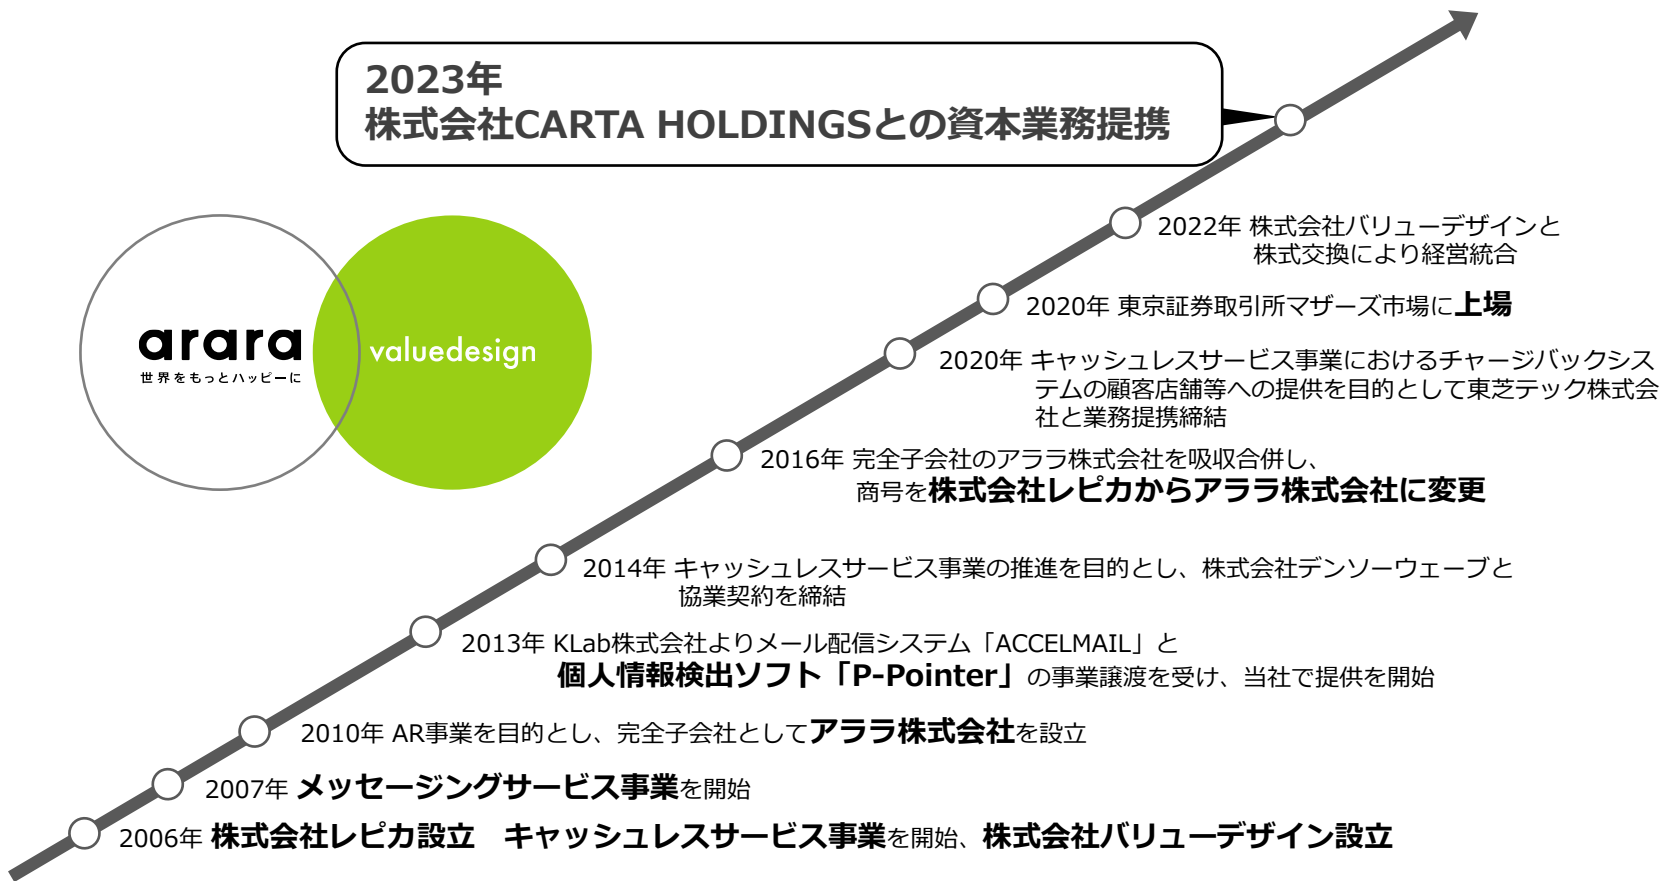 2023年
株式会社CARTA HOLDINGSとの資本業務提携
arara
世界をもっとハッピーに
valuedesign
2022年 株式会社バリューデザインと
株式交換により経営統合
2020年 東京証券取引所マザーズ市場に上場
2020年 キャッシュレスサービス事業におけるチャージバックシス
テムの顧客店舗等への提供を目的として東芝テック株式会
社と業務提携締結
2016年 完全子会社のアララ株式会社を吸収合併し、
商号を株式会社レピカからアララ株式会社に変更
2014年 キャッシュレスサービス事業の推進を目的とし、株式会社デンソーウェーブと
協業契約を締結
2013年 KLab株式会社よりメール配信システム「ACCELMAIL」と
個人情報検出ソフト「P-Pointer」の事業譲渡を受け、当社で提供を開始
2010年 AR事業を目的とし、完全子会社としてアララ株式会社を設立
2007年 メッセージングサービス事業を開始
2006年 株式会社レピカ設立　キャッシュレスサービス事業を開始、株式会社バリューデザイン設立